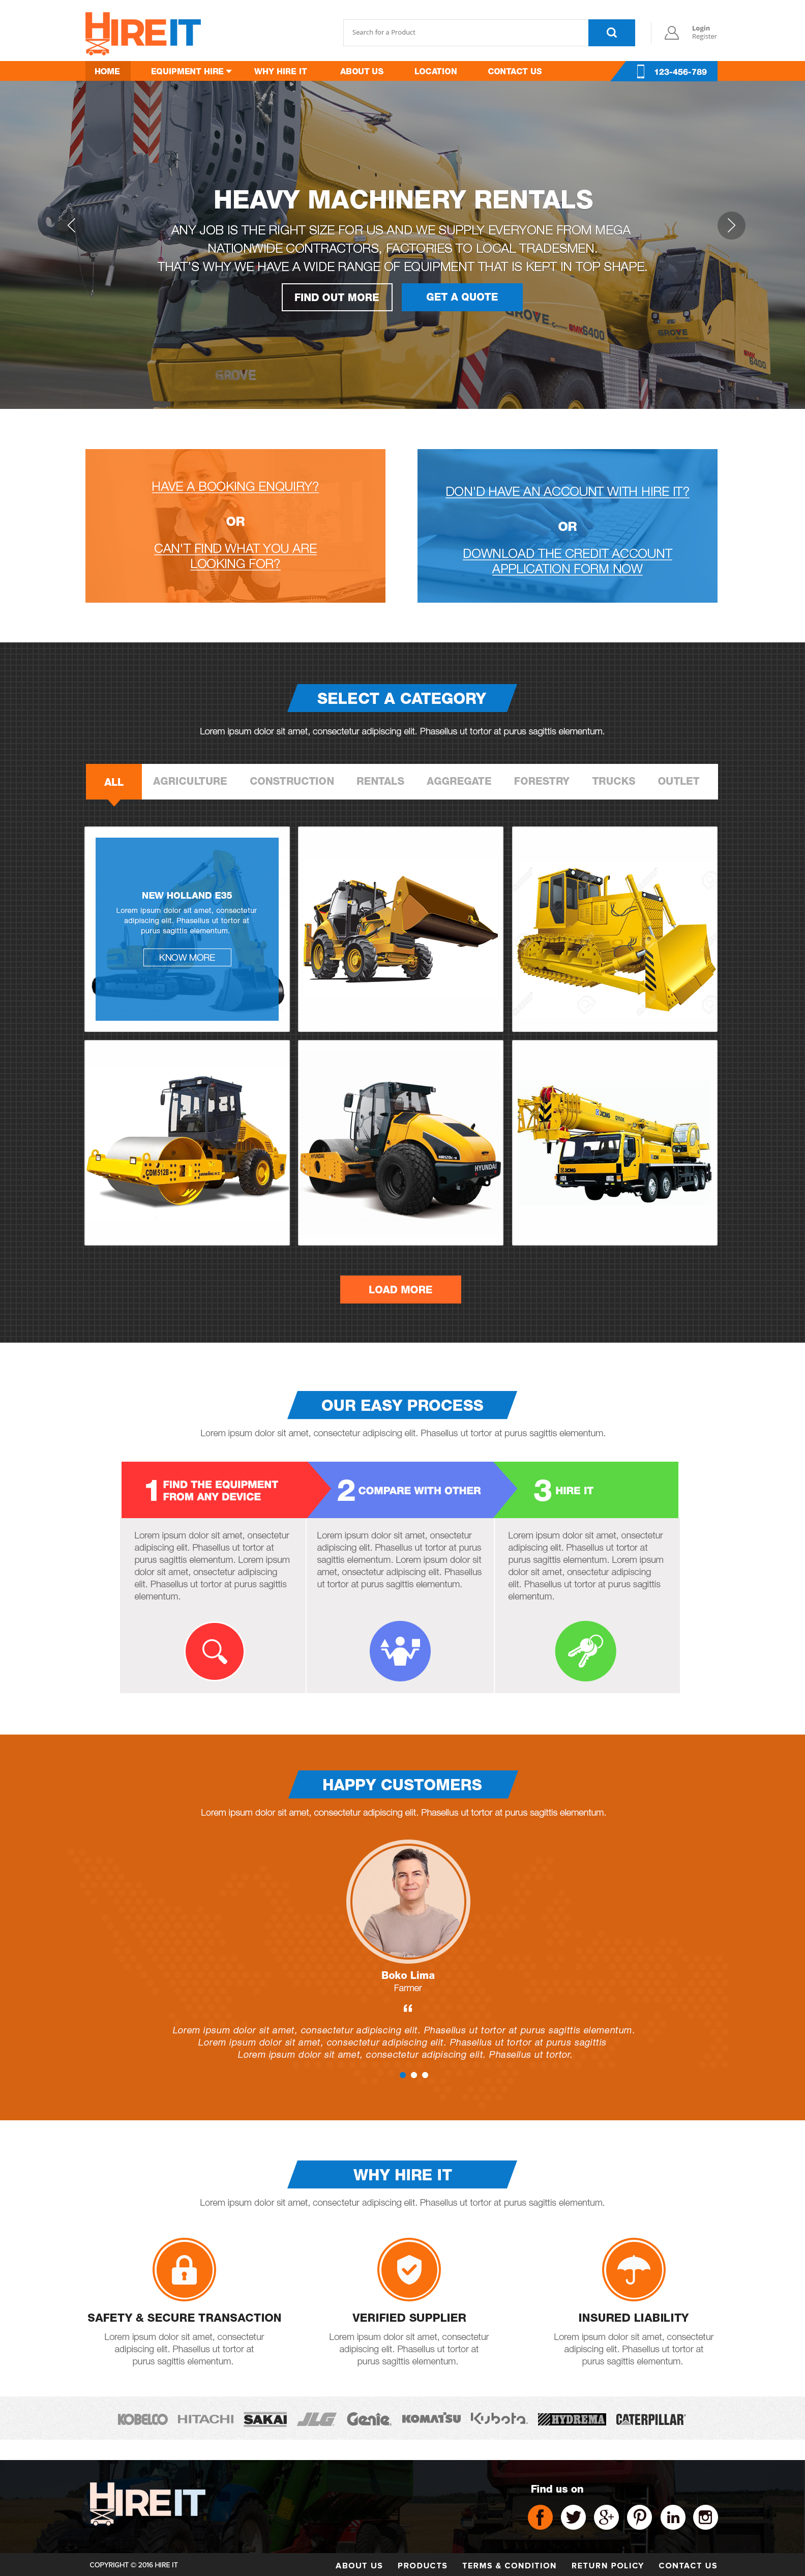 HIREIT
Search for a Product
Login
Register
HOME
EQUIPMENT HIRE
WHY HIRE IT
ABOUT US
LOCATION
CONTACT US
123-456-789
HEAVY MACHINERY RENTALS
ANY JOB IS THE RIGHT SIZE FOR US AND WE SUPPLY EVERYONE FROM MEGA
NATIONWIDE CONTRACTORS, FACTORIES TO LOCAL TRADESMEN.
THAT'S WHY WE HAVE A WIDE RANGE OF EQUIPMENT THAT IS KEPT IN TOP SHAPE.
FIND OUT MORE
GET A QUOTE
GROVE
6400
GROVE
6400
GROVE
HAVE A BOOKING ENQUIRY?
OR
CAN'T FIND WHAT YOU ARE
LOOKING FOR?
DON'D HAVE AN ACCOUNT WITH HIRE IT?
OR
DOWNLOAD THE CREDIT ACCOUNT
APPLICATION FORM NOW
SELECT A CATEGORY
Lorem ipsum dolor sit amet, consectetur adipiscing elit. Phasellus ut tortor at purus sagittis elementum.
ALL
AGRICULTURE
CONSTRUCTION
RENTALS
AGGREGATE
FORESTRY
TRUCKS
OUTLET
NEW HOLLAND E35
Lorem ipsum dolor sit amet, consectetur
adipiscing elit. Phasellus ut tortor at
purus sagittis elementum.
KNOW MORE
CDM512B
HYUNDAI
XCMG
XCMG
LOAD MORE
OUR EASY PROCESS
Lorem ipsum dolor sit amet, consectetur adipiscing elit. Phasellus ut tortor at purus sagittis elementum.
1 FIND THE EQUIPMENT
FROM ANY DEVICE
2 COMPARE WITH OTHER
3 HIRE IT
Lorem ipsum dolor sit amet, onsectetur
adipiscing elit. Phasellus ut tortor at
purus sagittis elementum. Lorem ipsum
dolor sit amet, onsectetur adipiscing
elit. Phasellus ut tortor at purus sagittis
elementum.
Lorem ipsum dolor sit amet, onsectetur
adipiscing elit. Phasellus ut tortor at purus
sagittis elementum. Lorem ipsum dolor sit
amet, onsectetur adipiscing elit. Phasellus
ut tortor at purus sagittis elementum.
Lorem ipsum dolor sit amet, onsectetur
adipiscing elit. Phasellus ut tortor at
purus sagittis elementum. Lorem ipsum
dolor sit amet, onsectetur adipiscing
elit. Phasellus ut tortor at purus sagittis
elementum.
HAPPY CUSTOMERS
Lorem ipsum dolor sit amet, consectetur adipiscing elit. Phasellus ut tortor at purus sagittis elementum.
Boko Lima
Farmer
“
Lorem ipsum dolor sit amet, consectetur adipiscing elit. Phasellus ut tortor at purus sagittis elementum.
Lorem ipsum dolor sit amet, consectetur adipiscing elit. Phasellus ut tortor at purus sagittis
Lorem ipsum dolor sit amet, consectetur adipiscing elit. Phasellus ut tortor.
WHY HIRE IT
Lorem ipsum dolor sit amet, consectetur adipiscing elit. Phasellus ut tortor at purus sagittis elementum.
SAFETY & SECURE TRANSACTION
Lorem ipsum dolor sit amet, consectetur
adipiscing elit. Phasellus ut tortor at
purus sagittis elementum.
VERIFIED SUPPLIER
Lorem ipsum dolor sit amet, consectetur
adipiscing elit. Phasellus ut tortor at
purus sagittis elementum.
INSURED LIABILITY
Lorem ipsum dolor sit amet, consectetur
adipiscing elit. Phasellus ut tortor at
purus sagittis elementum.
KOBELCO
HITACHI
SAKAI
JLG
Genie
KOMATSU
Kubota
HYDREMA
CATERPILLAR
HIREIT
Find us on
COPYRIGHT © 2016 HIRE IT
ABOUT US
PRODUCTS
TERMS & CONDITION
RETURN POLICY
CONTACT US